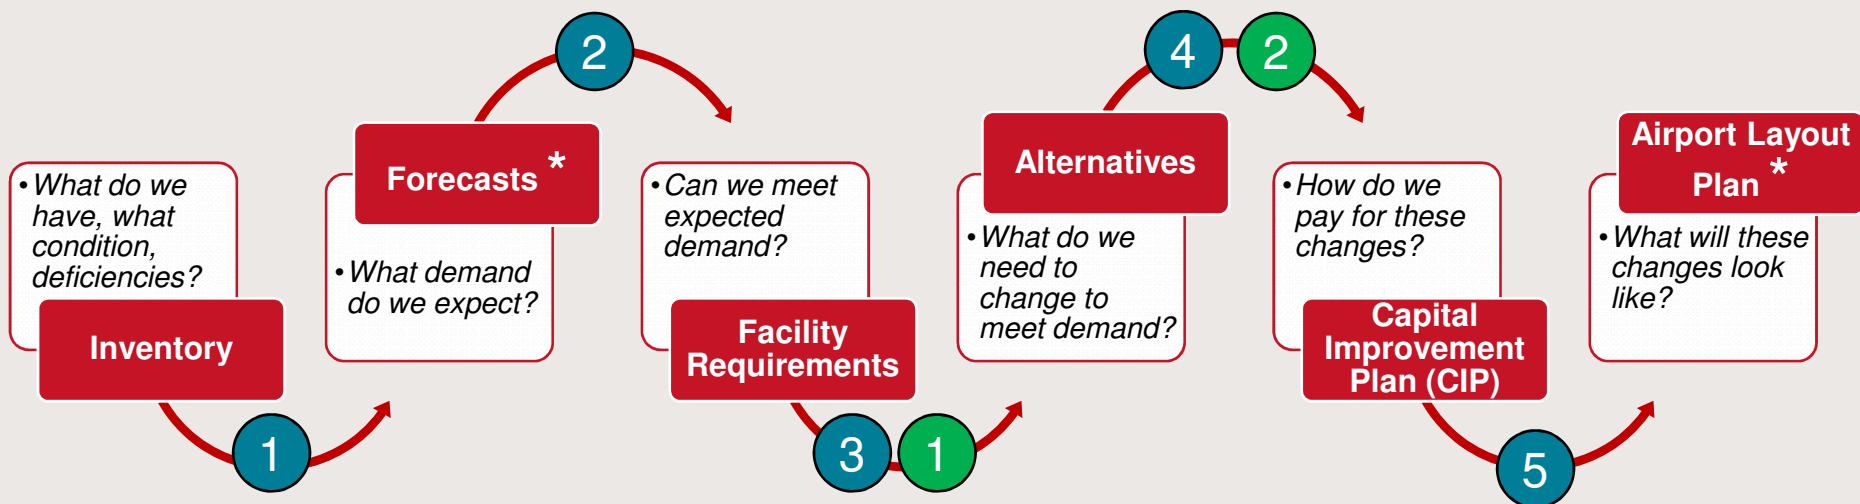 • What do we
have, what
condition,
deficiencies?
Inventory
1
2
Forecasts *
• What demand
do we expect?
• Can we meet
expected
demand?
Facility
Requirements
3
1
4
2
Alternatives
• What do we
need to
change to
meet demand?
• How do we
pay for these
changes?
Capital
Improvement
Plan (CIP)
5
Airport Layout
Plan *
• What will these
changes look
like?